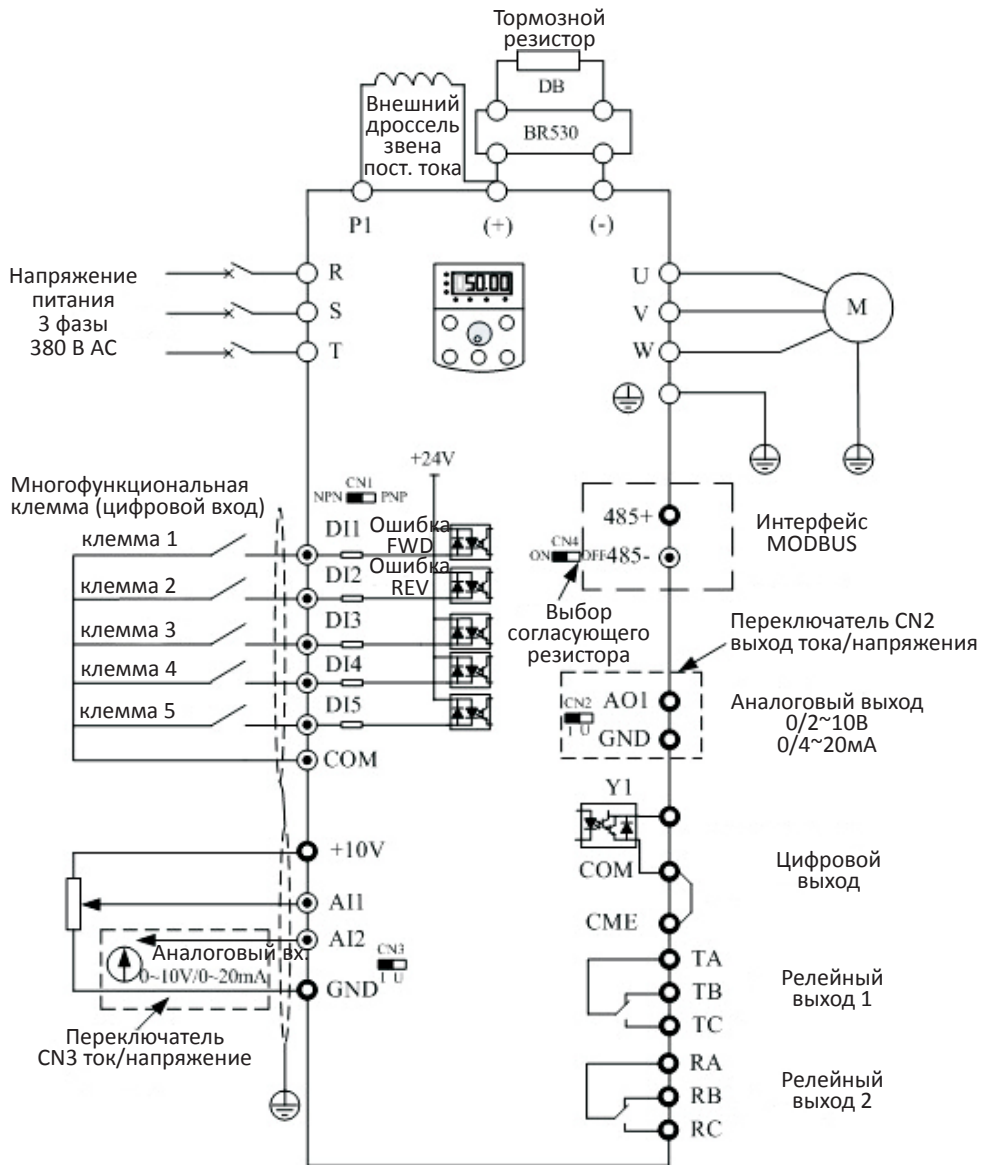 Тормозной
резистор
DB
Внешний
дроссель
звена
пост. тока
BR530
P1
(+)
(-)
Напряжение
питания
3 фазы
380 В AC
R
S
T
50.00
U
V
W
M
+24V
Многофункциональная
клемма (цифровой вход)
CN1
NPN PNP
клемма 1
DI1
Ошибка
FWD
клемма 2
DI2
Ошибка
REV
клемма 3
DI3
клемма 4
DI4
клемма 5
DI5
COM
485+
CN4
ON OFF
485-
Интерфейс
MODBUS
Выбор
согласующего
резистора
Переключатель CN2
выход тока/напряжения
CN2
I U
AO1
GND
Аналоговый выход
0/2~10В
0/4~20мА
Y1
COM
CME
Цифровой
выход
+10V
AI1
AI2
Аналоговый вх.
0~10V/0~20mA
CN3
I U
GND
Переключатель
CN3 ток/напряжение
TA
TB
TC
Релейный
выход 1
RA
RB
RC
Релейный
выход 2